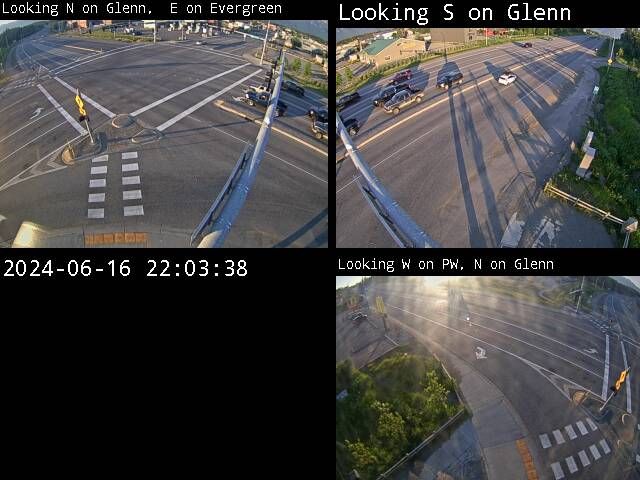 Looking N on Glenn,  E on Evergreen
Looking S on Glenn
2024-06-16 22:03:38
Looking W on PW, N on Glenn